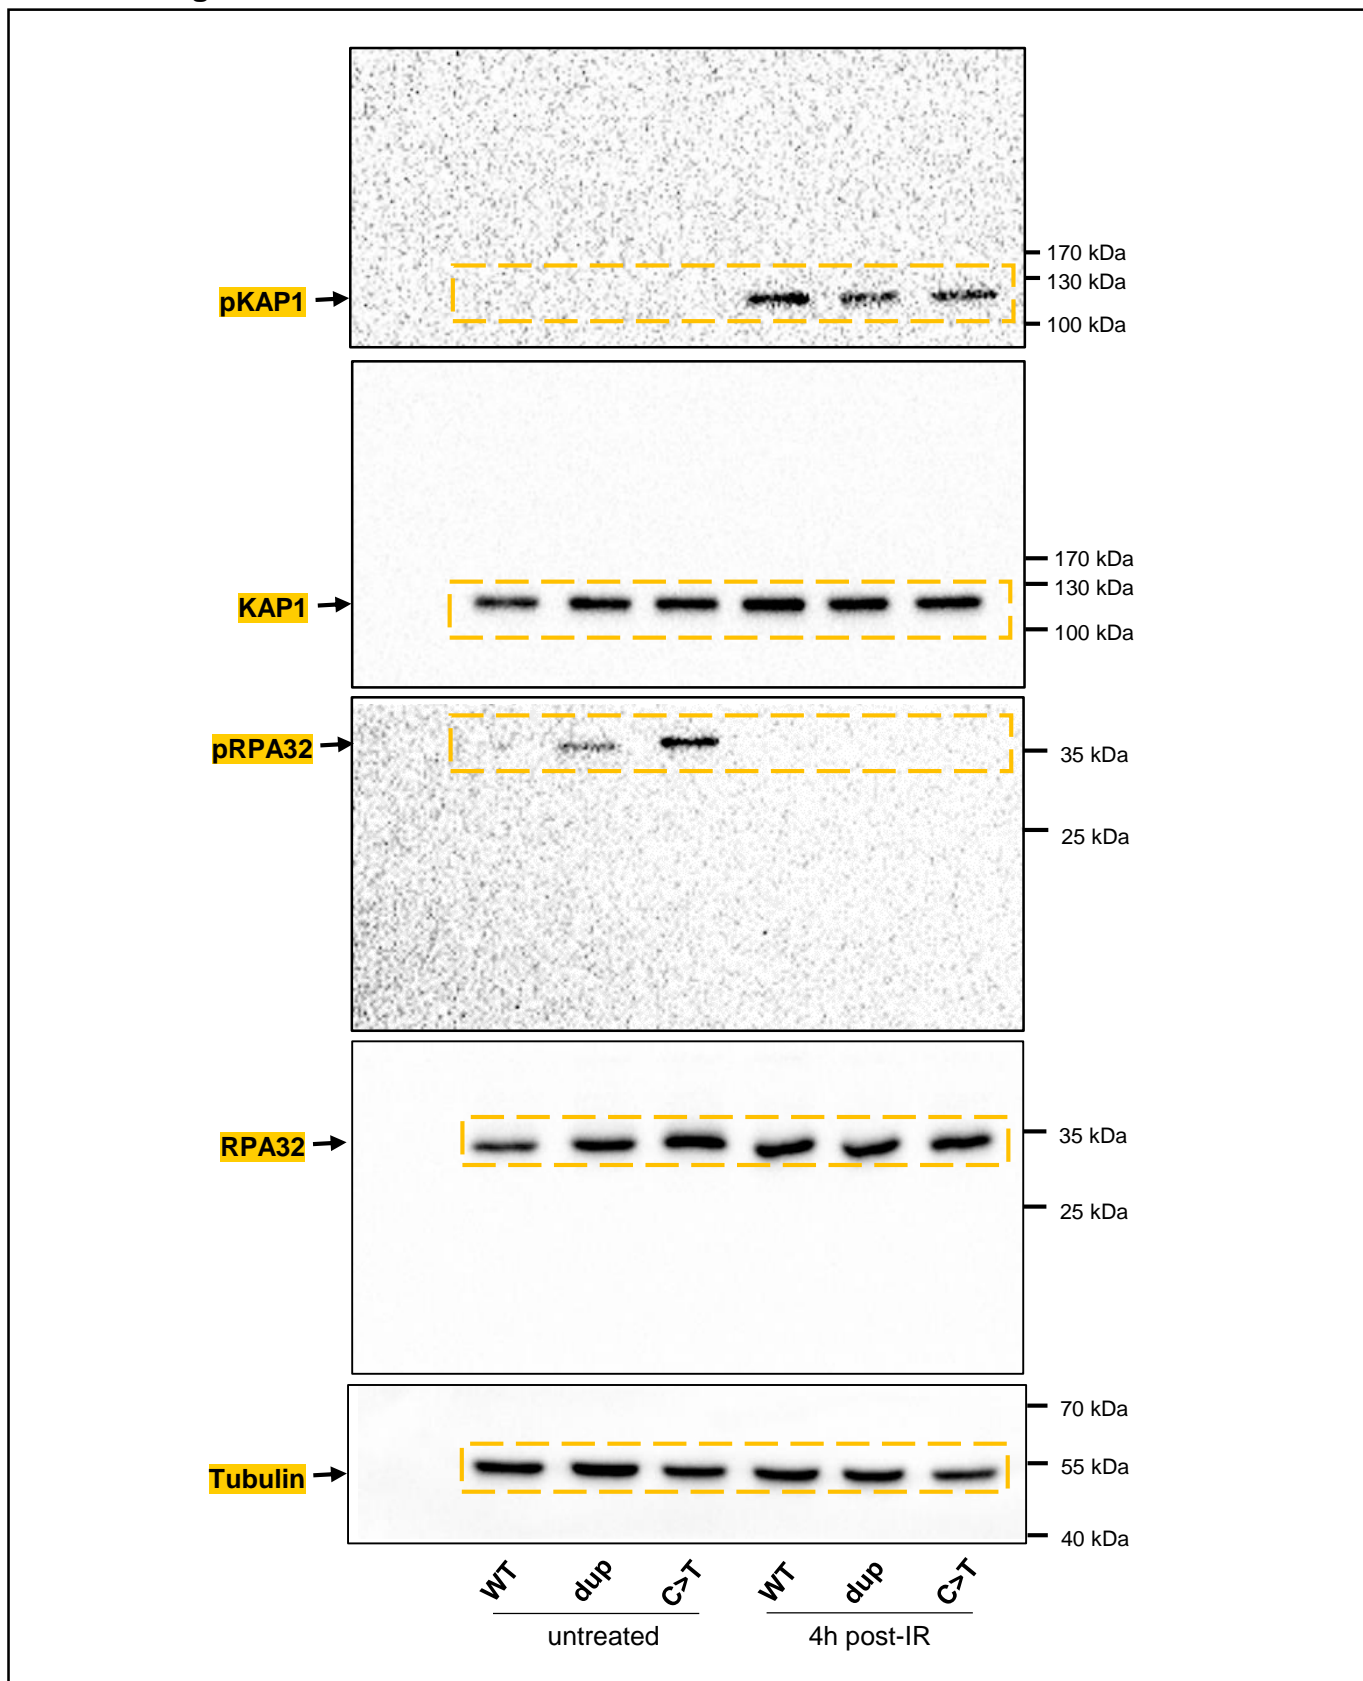 170 kDa
130 kDa
pKAP1
100 kDa
170 kDa
130 kDa
KAP1
100 kDa
pRPA32
35 kDa
25 kDa
35 kDa
RPA32
25 kDa
70 kDa
55 kDa
Tubulin
40 kDa
WT dup C>T WT dup C>T
untreated 4h post-IR